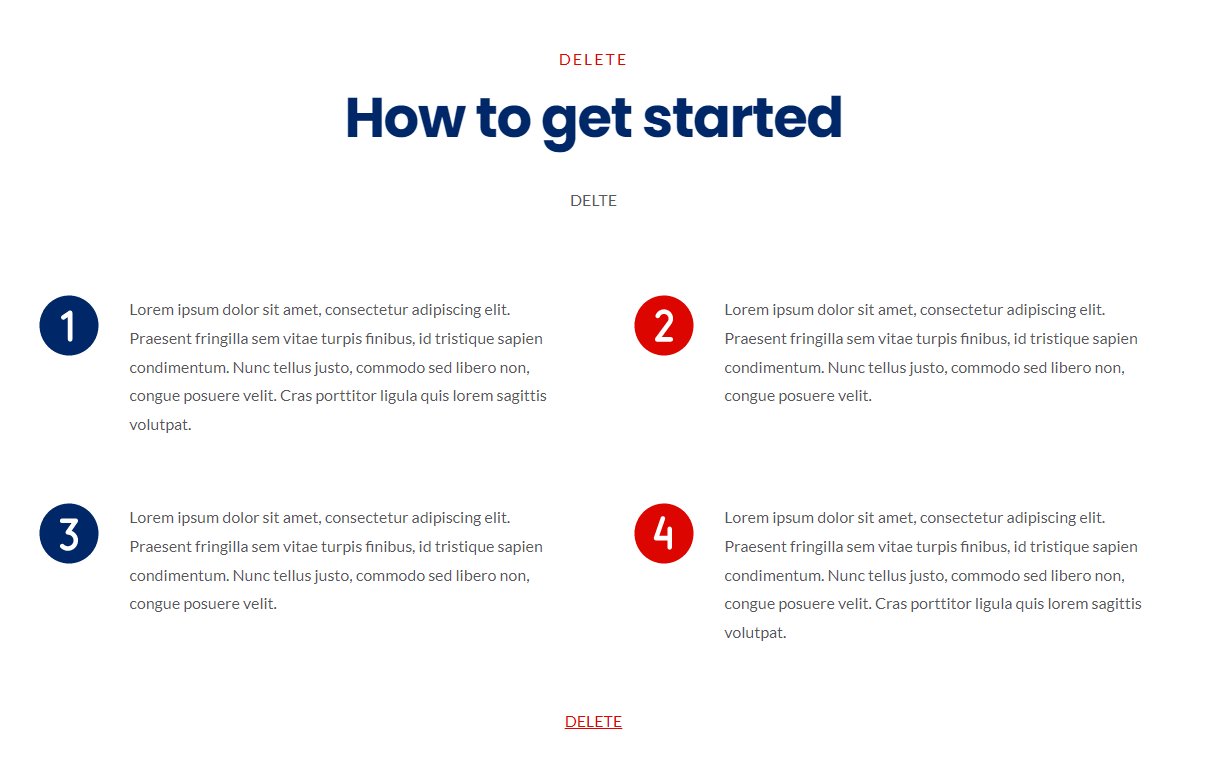 DELETE
How to get started
DELTE
1
Lorem ipsum dolor sit amet, consectetur adipiscing elit.
Praesent fringilla sem vitae turpis finibus, id tristique sapien
condimentum. Nunc tellus justo, commodo sed libero non,
congue posuere velit. Cras porttitor ligula quis lorem sagittis
volutpat.
2
Lorem ipsum dolor sit amet, consectetur adipiscing elit.
Praesent fringilla sem vitae turpis finibus, id tristique sapien
condimentum. Nunc tellus justo, commodo sed libero non,
congue posuere velit.
3
Lorem ipsum dolor sit amet, consectetur adipiscing elit.
Praesent fringilla sem vitae turpis finibus, id tristique sapien
condimentum. Nunc tellus justo, commodo sed libero non,
congue posuere velit.
4
Lorem ipsum dolor sit amet, consectetur adipiscing elit.
Praesent fringilla sem vitae turpis finibus, id tristique sapien
condimentum. Nunc tellus justo, commodo sed libero non,
congue posuere velit. Cras porttitor ligula quis lorem sagittis
volutpat.
DELETE